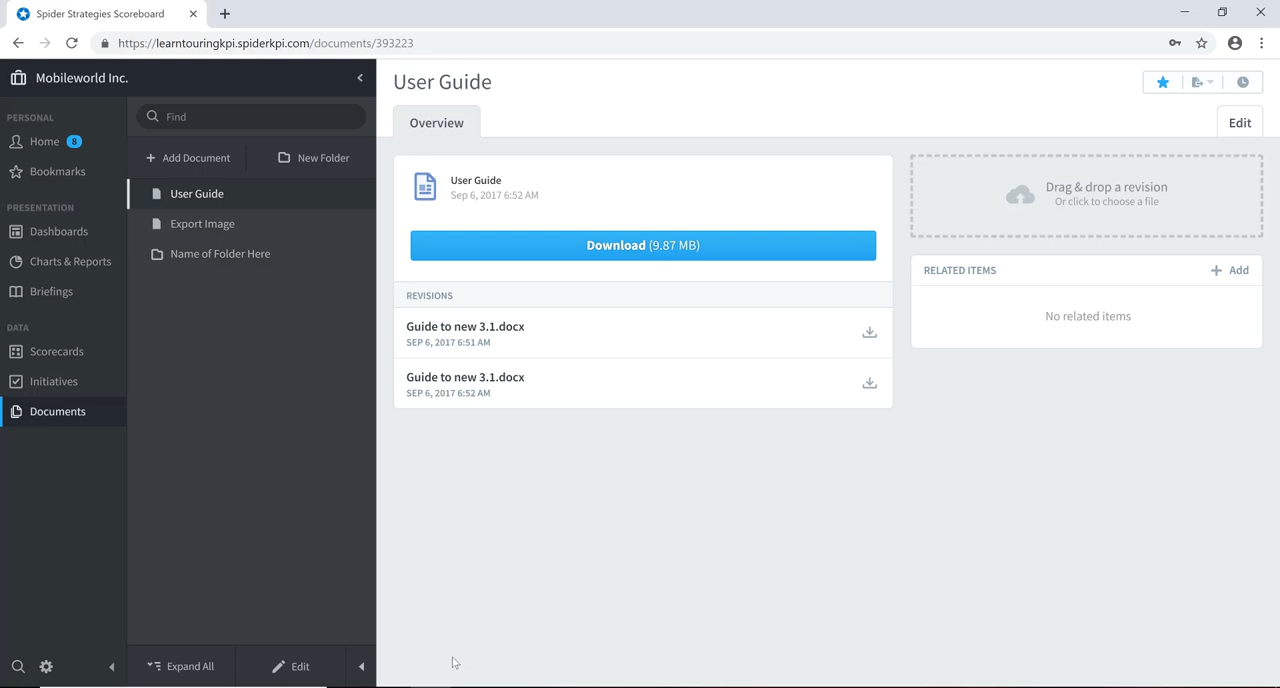 Spider Strategies Scoreboard
https://learntouringkpi.spiderkpi.com/documents/393223
Mobileworld Inc.
PERSONAL
Home 8
Bookmarks
PRESENTATION
Dashboards
Charts & Reports
Briefings
DATA
Scorecards
Initiatives
Documents
Find
Add Document
New Folder
User Guide
Export Image
Name of Folder Here
Expand All
Edit
User Guide
Overview
Edit
User Guide
Sep 6, 2017 6:52 AM
Download (9.87 MB)
REVISIONS
Guide to new 3.1.docx
SEP 6, 2017 6:51 AM
Guide to new 3.1.docx
SEP 6, 2017 6:52 AM
Drag & drop a revision
Or click to choose a file
RELATED ITEMS
Add
No related items